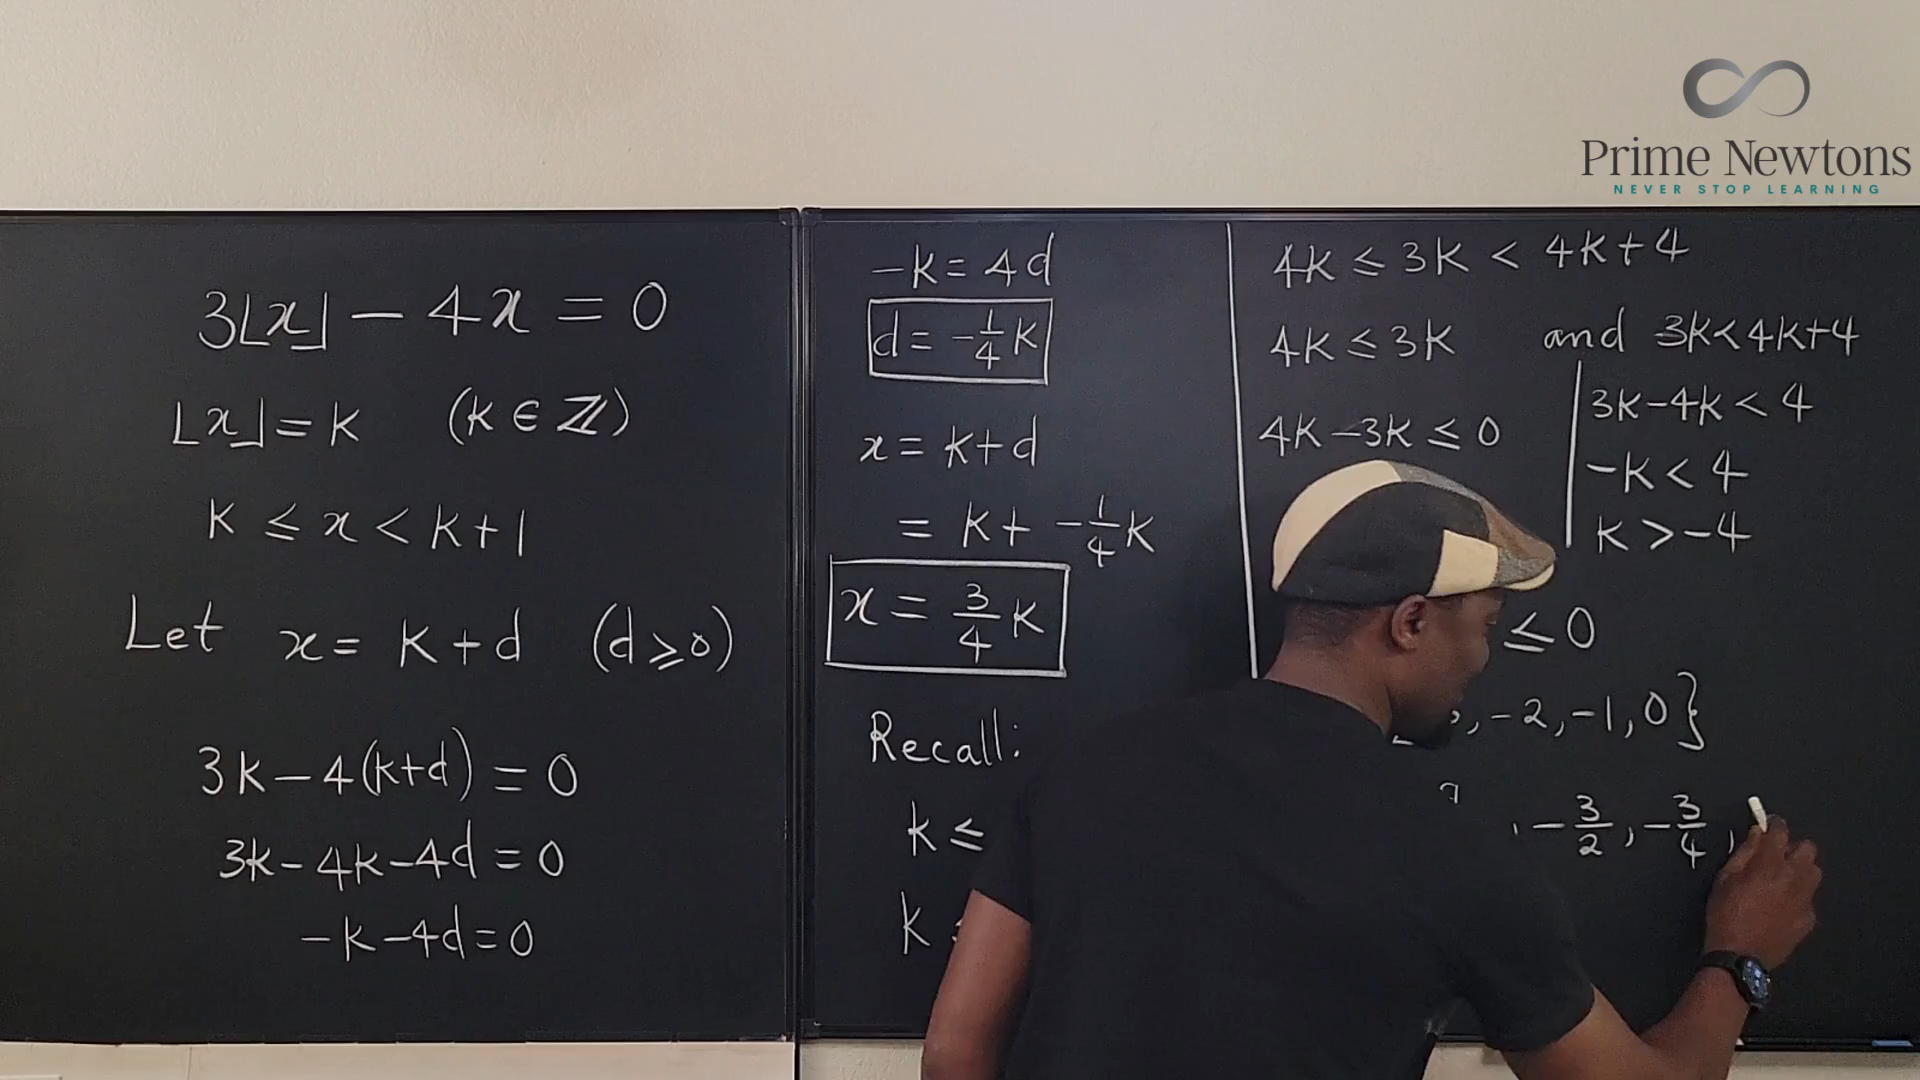 Prime Newtons
NEVER STOP LEARNING
3⌊x⌋ − 4x = 0
⌊x⌋ = k (k ∈ ℤ)
k ≤ x < k+1
Let x = k + d (d ≥ 0)
3k − 4(k+d) = 0
3k − 4k − 4d = 0
−k − 4d = 0
−k = 4d
d = −1/4 k
x = k + d
= k + −1/4 k
x = 3/4 k
Recall:
k ≤
k
4k ≤ 3k < 4k+4
4k ≤ 3k and 3k < 4k+4
4k − 3k ≤ 0
3k − 4k < 4
−k < 4
k > −4
≤ 0
, −2, −1, 0}
, −3/2, −3/4,